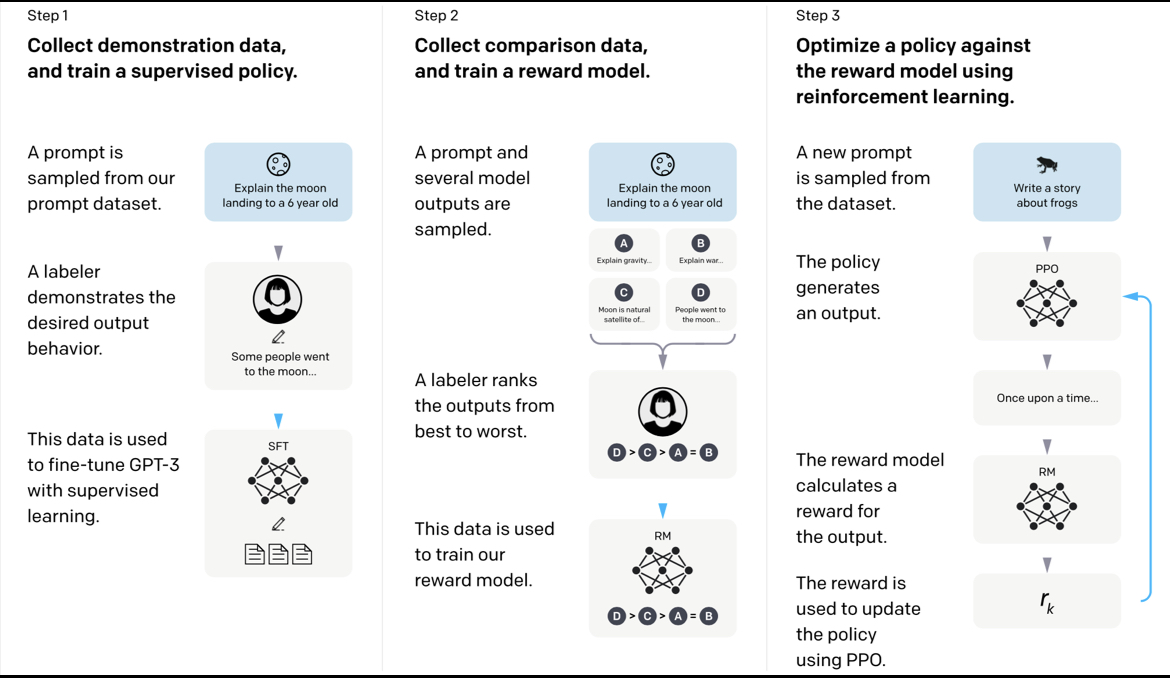 Step 1
Collect demonstration data,
and train a supervised policy.
A prompt is
sampled from our
prompt dataset.
Explain the moon
landing to a 6 year old
A labeler
demonstrates the
desired output
behavior.
Some people went
to the moon...
This data is used
to fine-tune GPT-3
with supervised
learning.
SFT
Step 2
Collect comparison data,
and train a reward model.
A prompt and
several model
outputs are
sampled.
Explain the moon
landing to a 6 year old
A
Explain gravity...
B
Explain war...
C
Moon is natural
satellite of...
D
People went to
the moon...
A labeler ranks
the outputs from
best to worst.
D > C > A = B
This data is used
to train our
reward model.
RM
D > C > A = B
Step 3
Optimize a policy against
the reward model using
reinforcement learning.
A new prompt
is sampled from
the dataset.
Write a story
about frogs
The policy
generates
an output.
PPO
Once upon a time...
The reward model
calculates a
reward for
the output.
RM
The reward is
used to update
the policy
using PPO.
rₖ